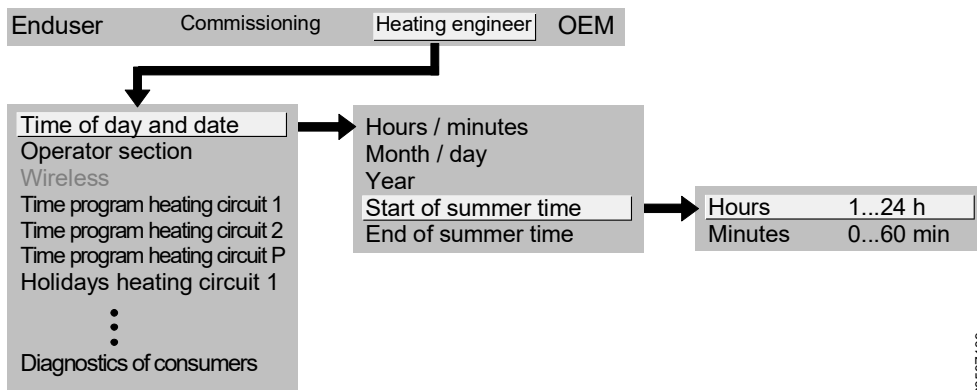 Enduser Commissioning Heating engineer OEM
Time of day and date
Operator section
Wireless
Time program heating circuit 1
Time program heating circuit 2
Time program heating circuit P
Holidays heating circuit 1
Diagnostics of consumers
Hours / minutes
Month / day
Year
Start of summer time
End of summer time
Hours 1...24 h
Minutes 0...60 min